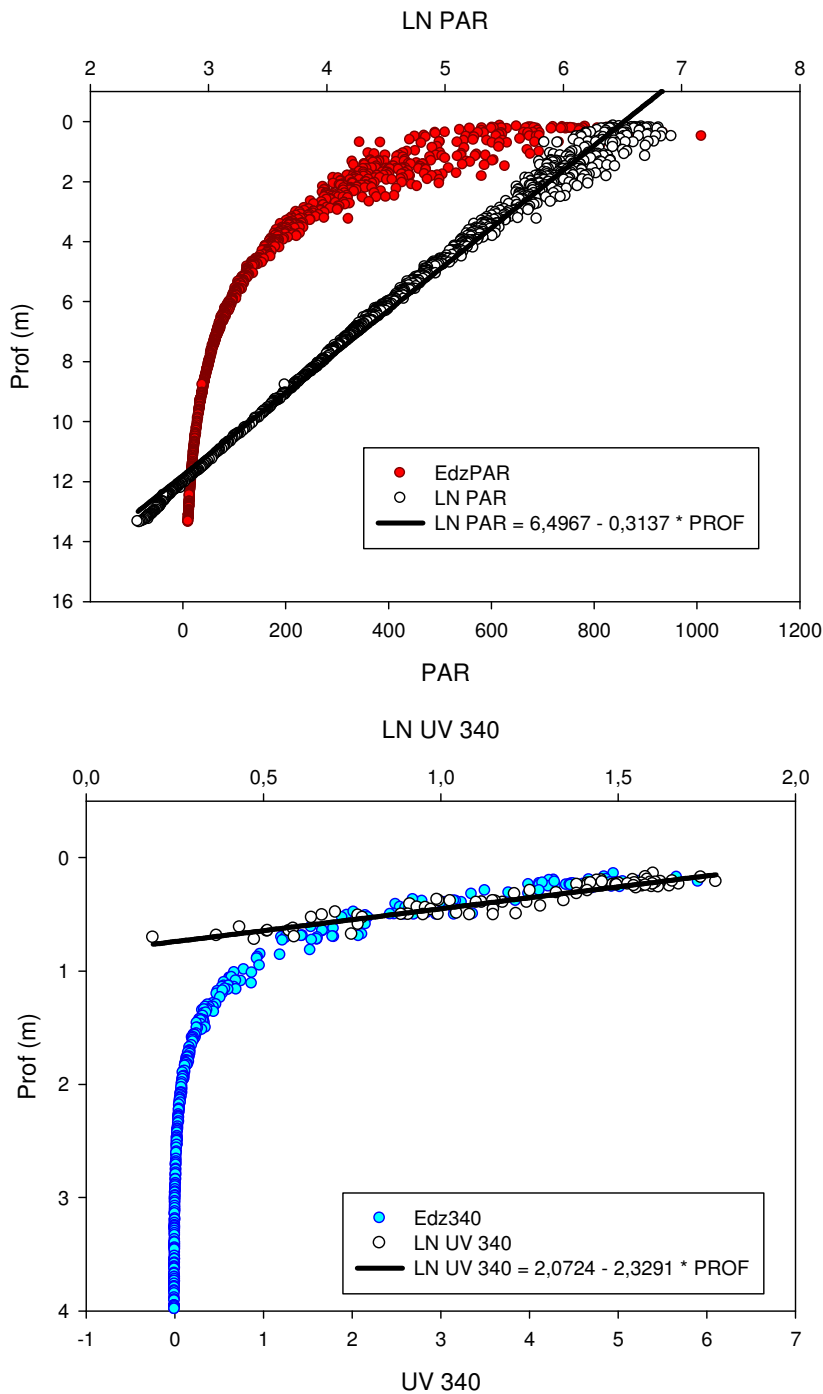 LN PAR
2 3 4 5 6 7 8
0
2
4
6
8
10
12
14
16
Prof (m)
EdzPAR
LN PAR
LN PAR = 6,4967 - 0,3137 * PROF
0 200 400 600 800 1000 1200
PAR
LN UV 340
0,0 0,5 1,0 1,5 2,0
0
1
2
3
4
Prof (m)
Edz340
LN UV 340
LN UV 340 = 2,0724 - 2,3291 * PROF
-1 0 1 2 3 4 5 6 7
UV 340